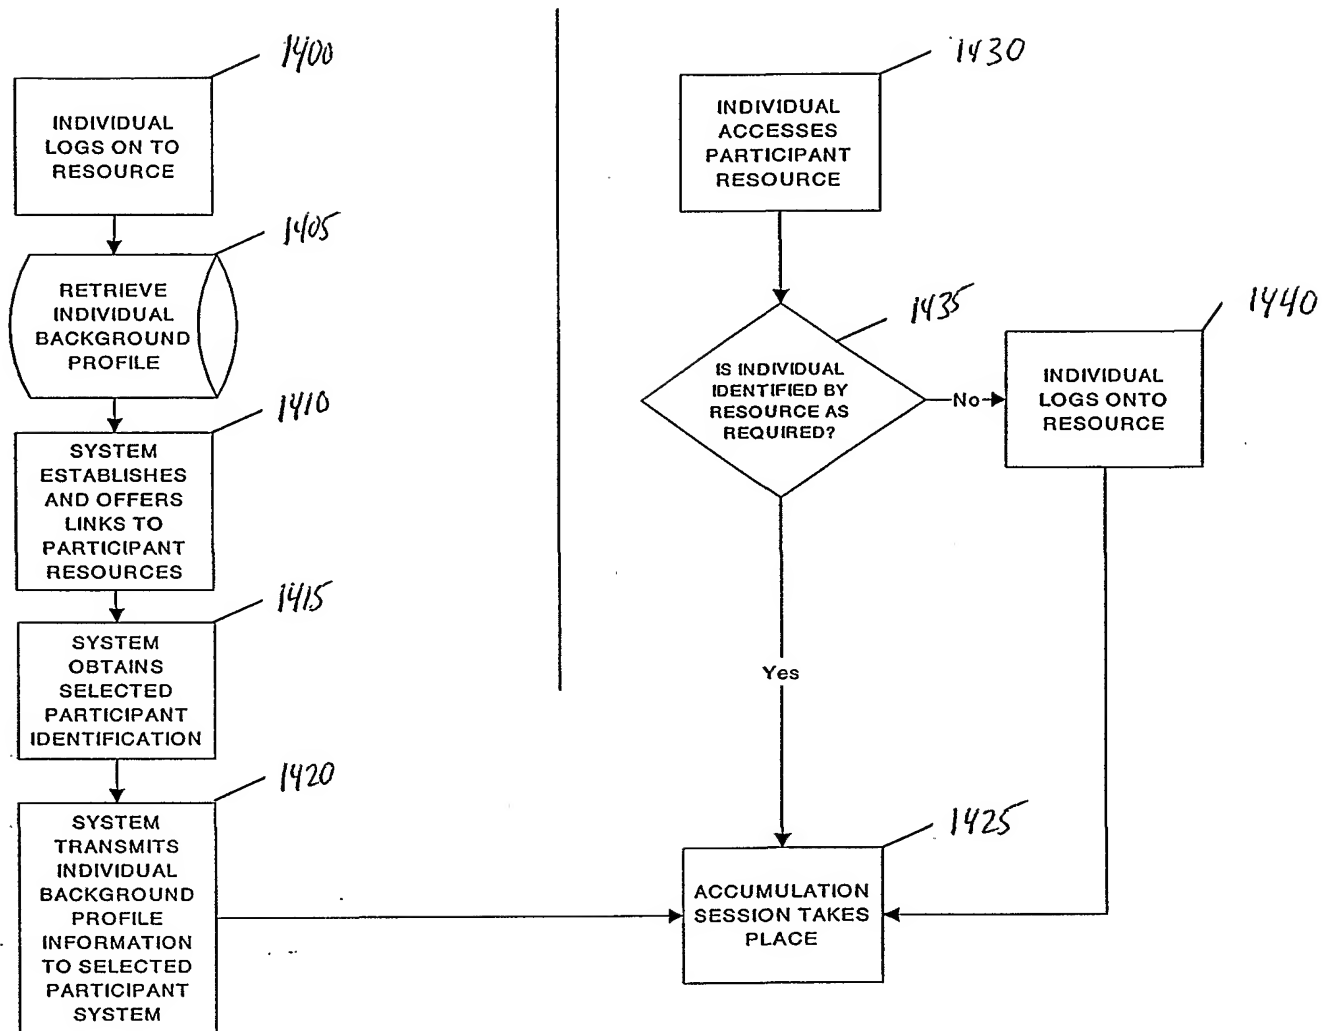 1400
INDIVIDUAL
LOGS ON TO
RESOURCE
1405
RETRIEVE
INDIVIDUAL
BACKGROUND
PROFILE
1410
SYSTEM
ESTABLISHES
AND OFFERS
LINKS TO
PARTICIPANT
RESOURCES
1415
SYSTEM
OBTAINS
SELECTED
PARTICIPANT
IDENTIFICATION
1420
SYSTEM
TRANSMITS
INDIVIDUAL
BACKGROUND
PROFILE
INFORMATION
TO SELECTED
PARTICIPANT
SYSTEM
1430
INDIVIDUAL
ACCESSES
PARTICIPANT
RESOURCE
1435
IS INDIVIDUAL
IDENTIFIED BY
RESOURCE AS
REQUIRED?
No
1440
INDIVIDUAL
LOGS ONTO
RESOURCE
Yes
1425
ACCUMULATION
SESSION TAKES
PLACE